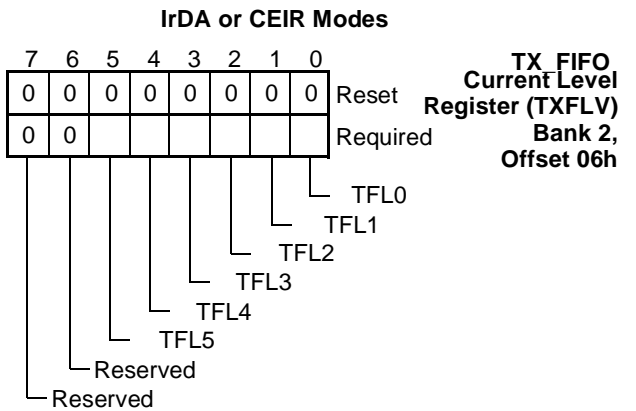 IrDA or CEIR Modes
7 6 5 4 3 2 1 0
TX_FIFO
Current Level
Register (TXFLV)
Bank 2,
Offset 06h
0 0 0 0 0 0 0 0 Reset
0 0 Required
TFL0
TFL1
TFL2
TFL3
TFL4
TFL5
Reserved
Reserved